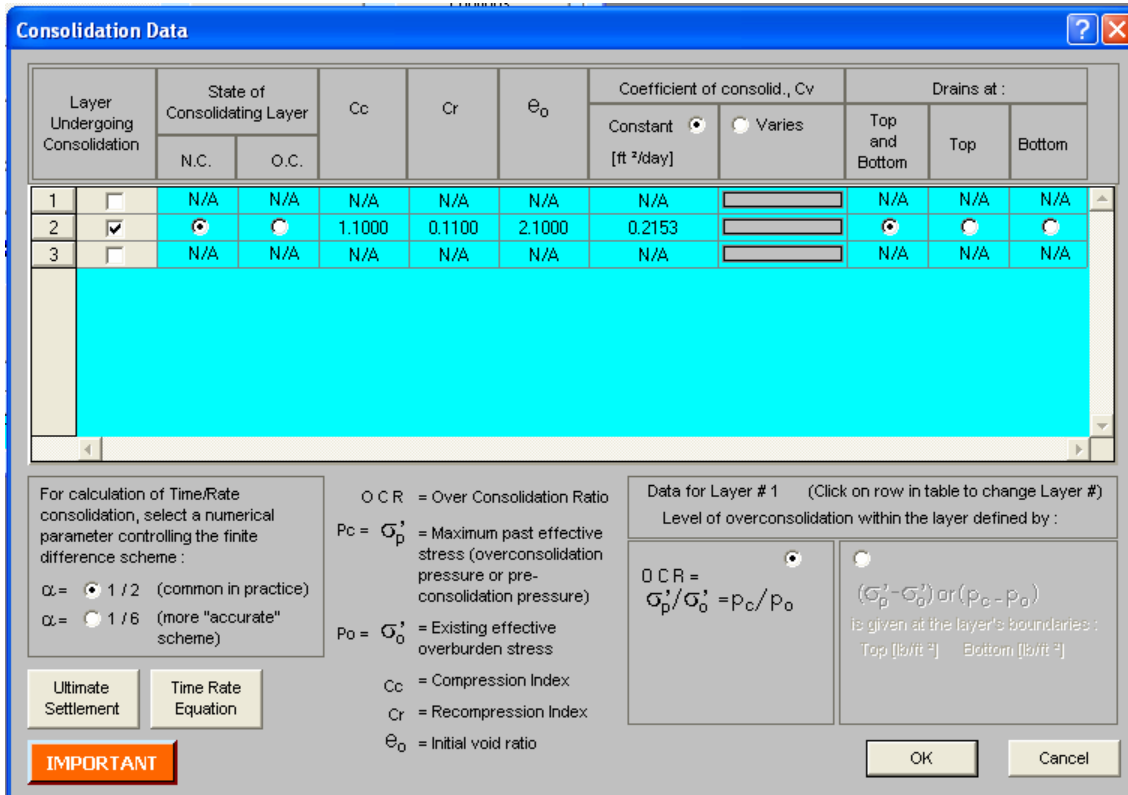 Consolidation Data
Layer Undergoing Consolidation
State of Consolidating Layer
N.C. O.C.
Cc
Cr
eo
Coefficient of consolid., Cv
Constant Varies
[ft ²/day]
Drains at :
Top and Bottom
Top
Bottom
1 N/A N/A N/A N/A N/A N/A N/A N/A N/A
2 1.1000 0.1100 2.1000 0.2153
3 N/A N/A N/A N/A N/A N/A N/A N/A N/A
For calculation of Time/Rate
consolidation, select a numerical
parameter controlling the finite
difference scheme :
α = 1 / 2 (common in practice)
α = 1 / 6 (more "accurate"
scheme)
Ultimate
Settlement
Time Rate
Equation
IMPORTANT
O C R = Over Consolidation Ratio
Pc = σ'p = Maximum past effective
stress (overconsolidation
pressure or pre-
consolidation pressure)
Po = σ'o = Existing effective
overburden stress
Cc = Compression Index
Cr = Recompression Index
eo = Initial void ratio
Data for Layer # 1 (Click on row in table to change Layer #)
Level of overconsolidation within the layer defined by :
O C R =
σ'p/σ'o =pc/po
(σ'p-σ'o) or (pc-po)
is given at the layer's boundaries :
Top [lb/ft ²] Bottom [lb/ft ²]
OK
Cancel